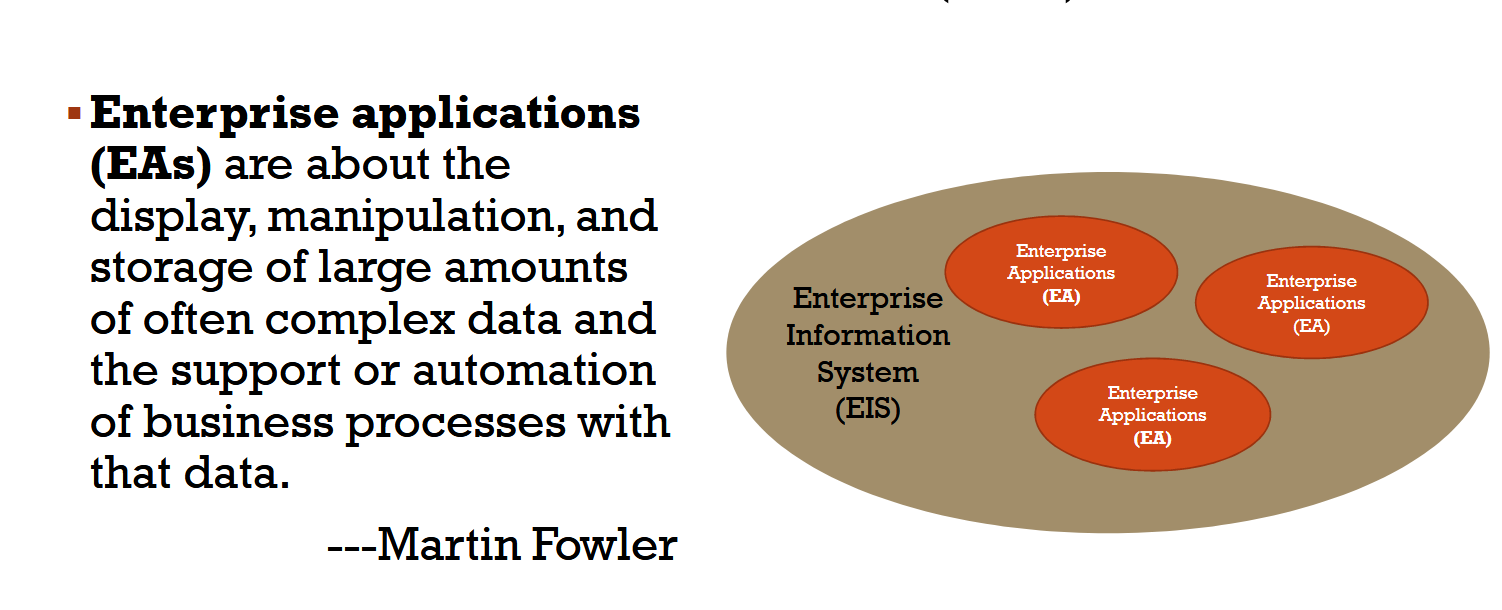 Enterprise applications
(EAs) are about the
display, manipulation, and
storage of large amounts
of often complex data and
the support or automation
of business processes with
that data.
---Martin Fowler
Enterprise
Information
System
(EIS)
Enterprise
Applications
(EA)
Enterprise
Applications
(EA)
Enterprise
Applications
(EA)